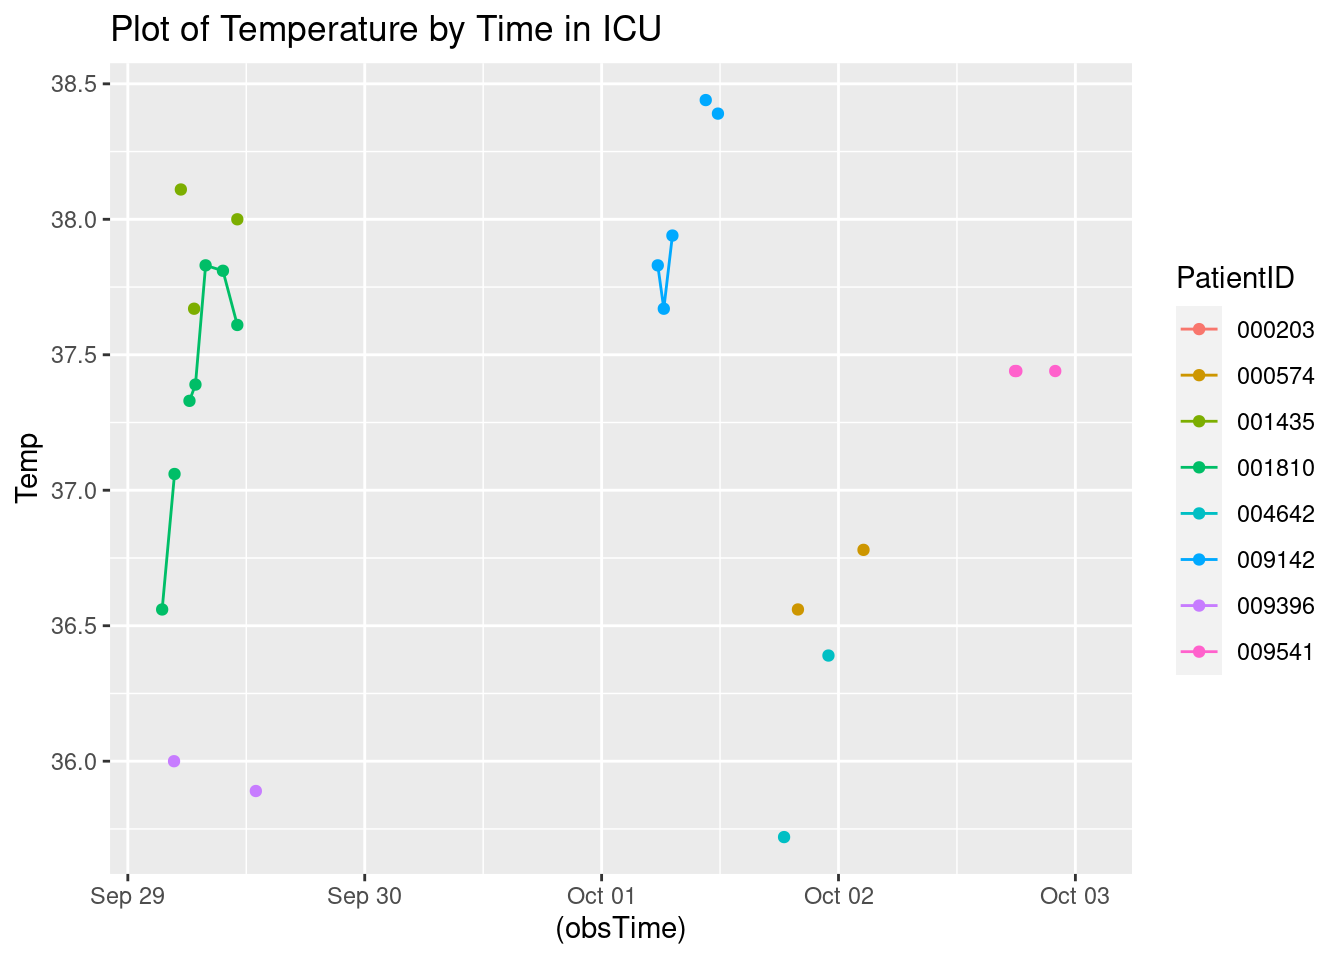 Plot of Temperature by Time in ICU
38.5
38.0
37.5
37.0
36.5
36.0
Temp
Sep 29
Sep 30
Oct 01
Oct 02
Oct 03
(obsTime)
PatientID
000203
000574
001435
001810
004642
009142
009396
009541